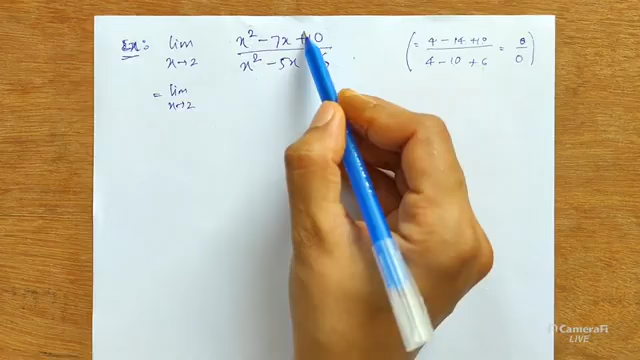 Ex:- lim x→2 (x² - 7x + 10)/(x² - 5x + 6) (= (4 - 14 + 10)/(4 - 10 + 6) = 0/0)
= lim x→2
CameraFi
LIVE